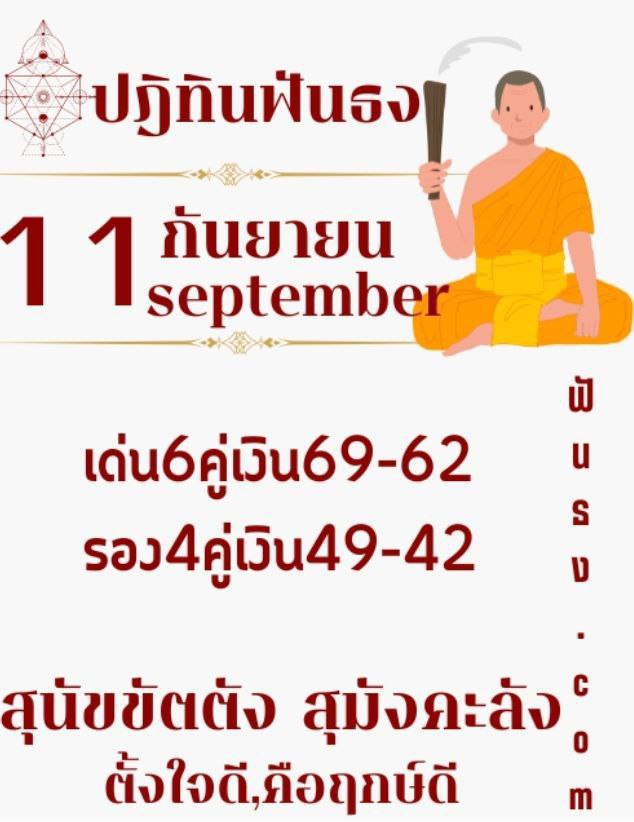 ปฏิทินฟันธง
11 กันยายน
september
เด่น6คู่เงิน69-62
รอง4คู่เงิน49-42
สุนัขขัตตัง สุมังคะลัง
ตั้งใจดี,คือฤกษ์ดี
ฟันธง.com